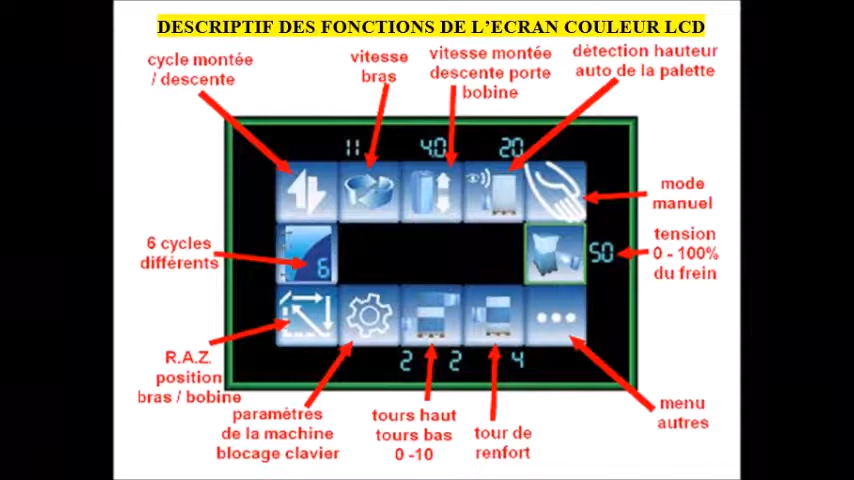 DESCRIPTIF DES FONCTIONS DE L’ECRAN COULEUR LCD
cycle montée
/ descente
vitesse
bras
vitesse montée
descente porte
bobine
détection hauteur
auto de la palette
11
4.0
20
mode
manuel
6 cycles
différents
6
50
tension
0 - 100%
du frein
R.A.Z.
position
bras / bobine
2
2
4
paramètres
de la machine
blocage clavier
tours haut
tours bas
0 -10
tour de
renfort
menu
autres